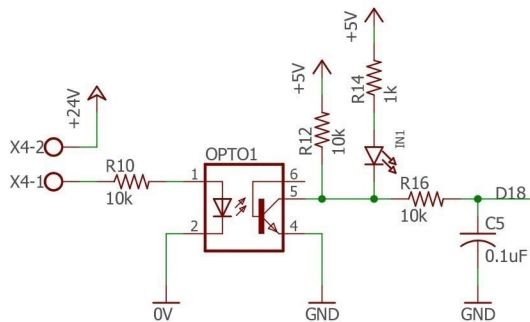 +5V
+5V
+24V
R14
1k
R12
10k
IN1
X4-2
X4-1
R10
10k
OPTO1
1
2
6
5
4
R16
10k
D18
C5
0.1uF
0V
GND
GND